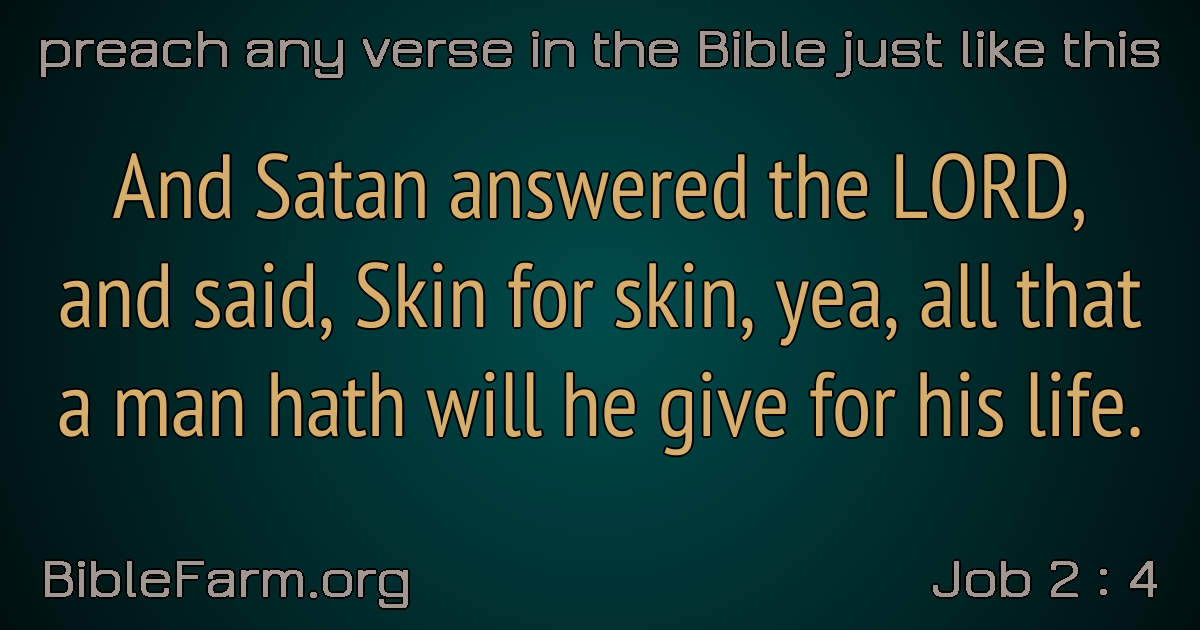 preach any verse in the Bible just like this
And Satan answered the LORD,
and said, Skin for skin, yea, all that
a man hath will he give for his life.
BibleFarm.org
Job 2 : 4